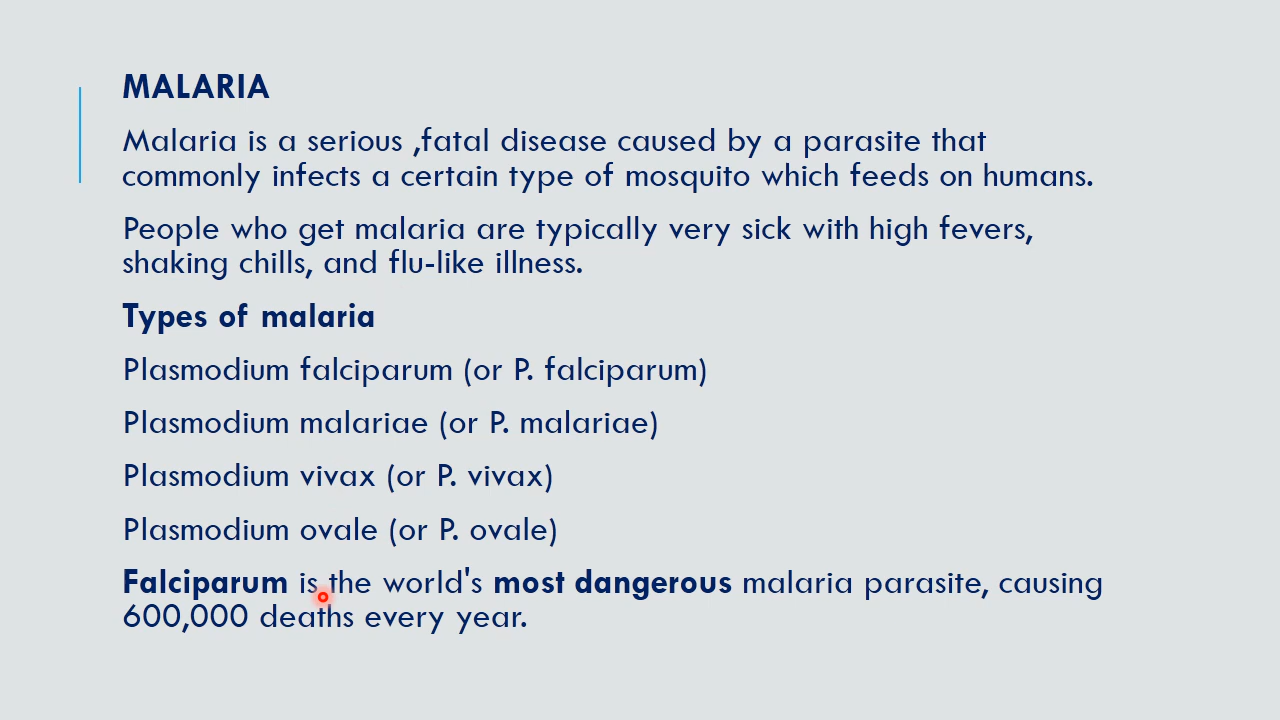 MALARIA
Malaria is a serious ,fatal disease caused by a parasite that
commonly infects a certain type of mosquito which feeds on humans.
People who get malaria are typically very sick with high fevers,
shaking chills, and flu-like illness.
Types of malaria
Plasmodium falciparum (or P. falciparum)
Plasmodium malariae (or P. malariae)
Plasmodium vivax (or P. vivax)
Plasmodium ovale (or P. ovale)
Falciparum is the world's most dangerous malaria parasite, causing
600,000 deaths every year.